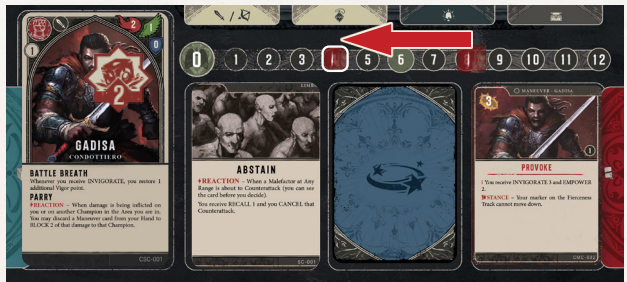 1
2
1
0
2
GADISA
CONDOTTIERO
BATTLE BREATH
Whenever you receive INVIGORATE, you restore 1
additional Vigor point.
PARRY
REACTION – When damage is being inflicted on
you or on another Champion in the Area you are in.
You may discard a Maneuver card from your Hand to
BLOCK 2 of that damage to that Champion.
CSC-001
0 1 2 3 5 6 7 9 10 11 12
ABSTAIN
REACTION – When a Malefactor at Any
Range is about to Counterattack (you can see
the card before you decide).
You receive RECALL 1 and you CANCEL that
Counterattack.
SC-001
MANEUVER - GADISA
3
1
PROVOKE
You receive INVIGORATE 3 and EMPOWER
2.
STANCE – Your marker on the Fierceness
Track cannot move down.
CMC-002